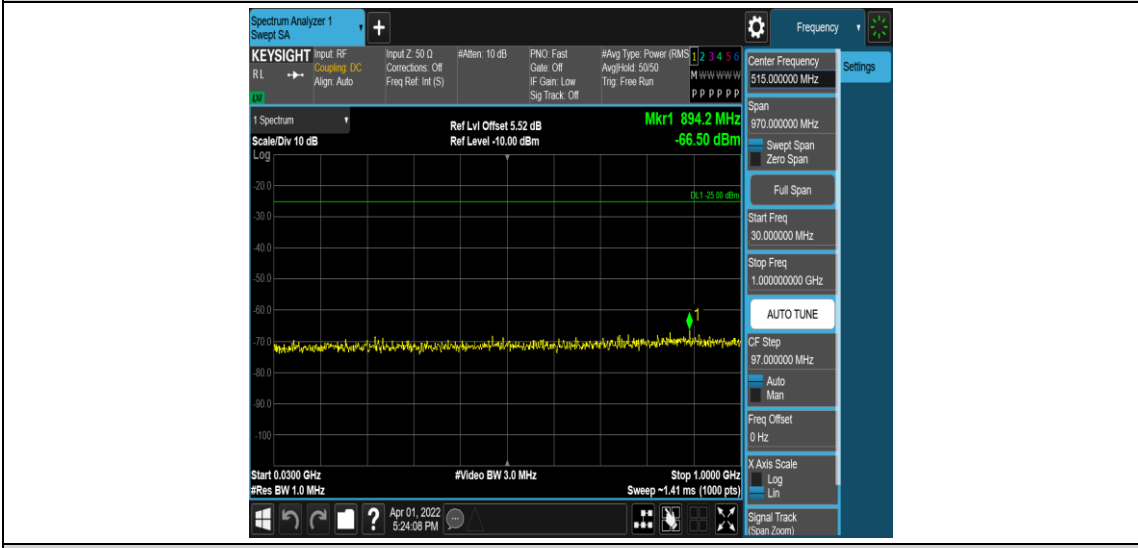 Spectrum Analyzer 1
Swept SA
+
Frequency
KEYSIGHT
RL
Input: RF
Coupling: DC
Align: Auto
Input Z: 50 Ω
Corrections: Off
Freq Ref: Int (S)
#Atten: 10 dB
PNO: Fast
Gate: Off
IF Gain: Low
Sig Track: Off
#Avg Type: Power (RMS
Avg|Hold: 50/50
Trig: Free Run
1 2 3 4 5 6
M W W W W W
P P P P P P
1 Spectrum
Scale/Div 10 dB
Log
Ref Lvl Offset 5.52 dB
Ref Level -10.00 dBm
Mkr1 894.2 MHz
-66.50 dBm
DL1 -25.00 dBm
-20.0
-30.0
-40.0
-50.0
-60.0
-70.0
-80.0
-90.0
-100
1
Start 0.0300 GHz
#Res BW 1.0 MHz
#Video BW 3.0 MHz
Stop 1.0000 GHz
Sweep ~1.41 ms (1000 pts)
?
Apr 01, 2022
5:24:08 PM
Center Frequency
515.000000 MHz
Settings
Span
970.000000 MHz
Swept Span
Zero Span
Full Span
Start Freq
30.000000 MHz
Stop Freq
1.000000000 GHz
AUTO TUNE
CF Step
97.000000 MHz
Auto
Man
Freq Offset
0 Hz
X Axis Scale
Log
Lin
Signal Track
(Span Zoom)